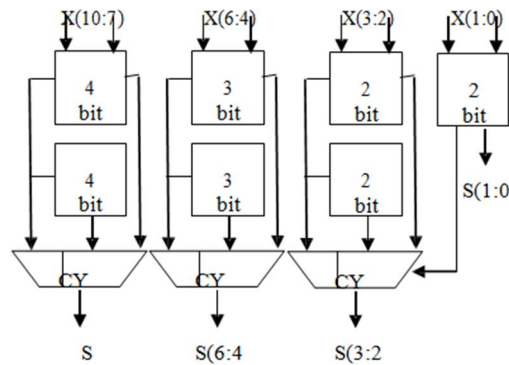 X(10:7) X(6:4) X(3:2) X(1:0)
4 bit 3 bit 2 bit 2 bit
S(1:0
4 bit 3 bit 2 bit
CY CY CY
S S(6:4 S(3:2